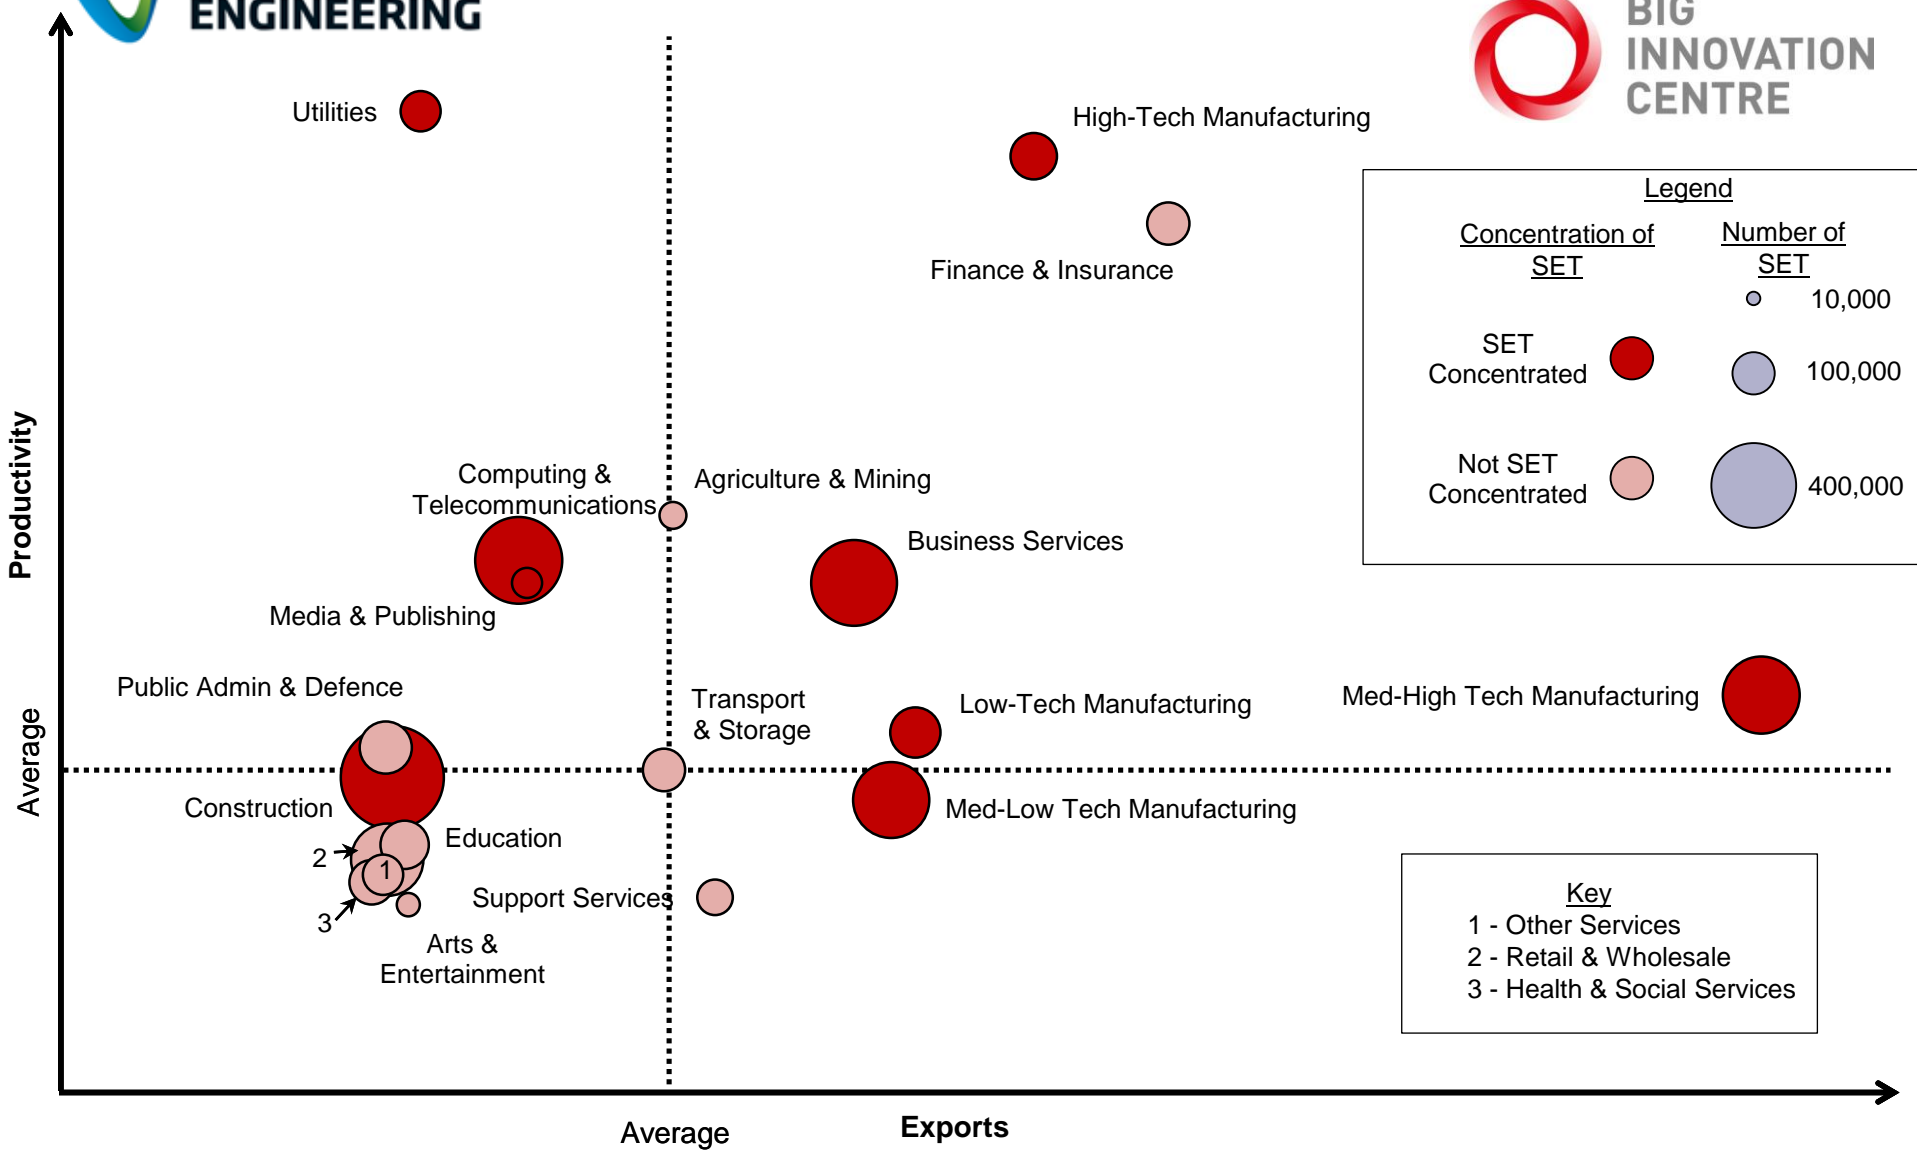 ENGINEERING
BIG
INNOVATION
CENTRE
Utilities
High-Tech Manufacturing
Finance & Insurance
Legend
Concentration of
SET
Number of
SET
10,000
SET
Concentrated
100,000
Not SET
Concentrated
400,000
Productivity
Computing &
Telecommunications
Agriculture & Mining
Business Services
Media & Publishing
Public Admin & Defence
Transport
& Storage
Low-Tech Manufacturing
Med-High Tech Manufacturing
Average
Construction
Med-Low Tech Manufacturing
Education
2
1
3
Support Services
Arts &
Entertainment
Key
1 - Other Services
2 - Retail & Wholesale
3 - Health & Social Services
Average
Exports